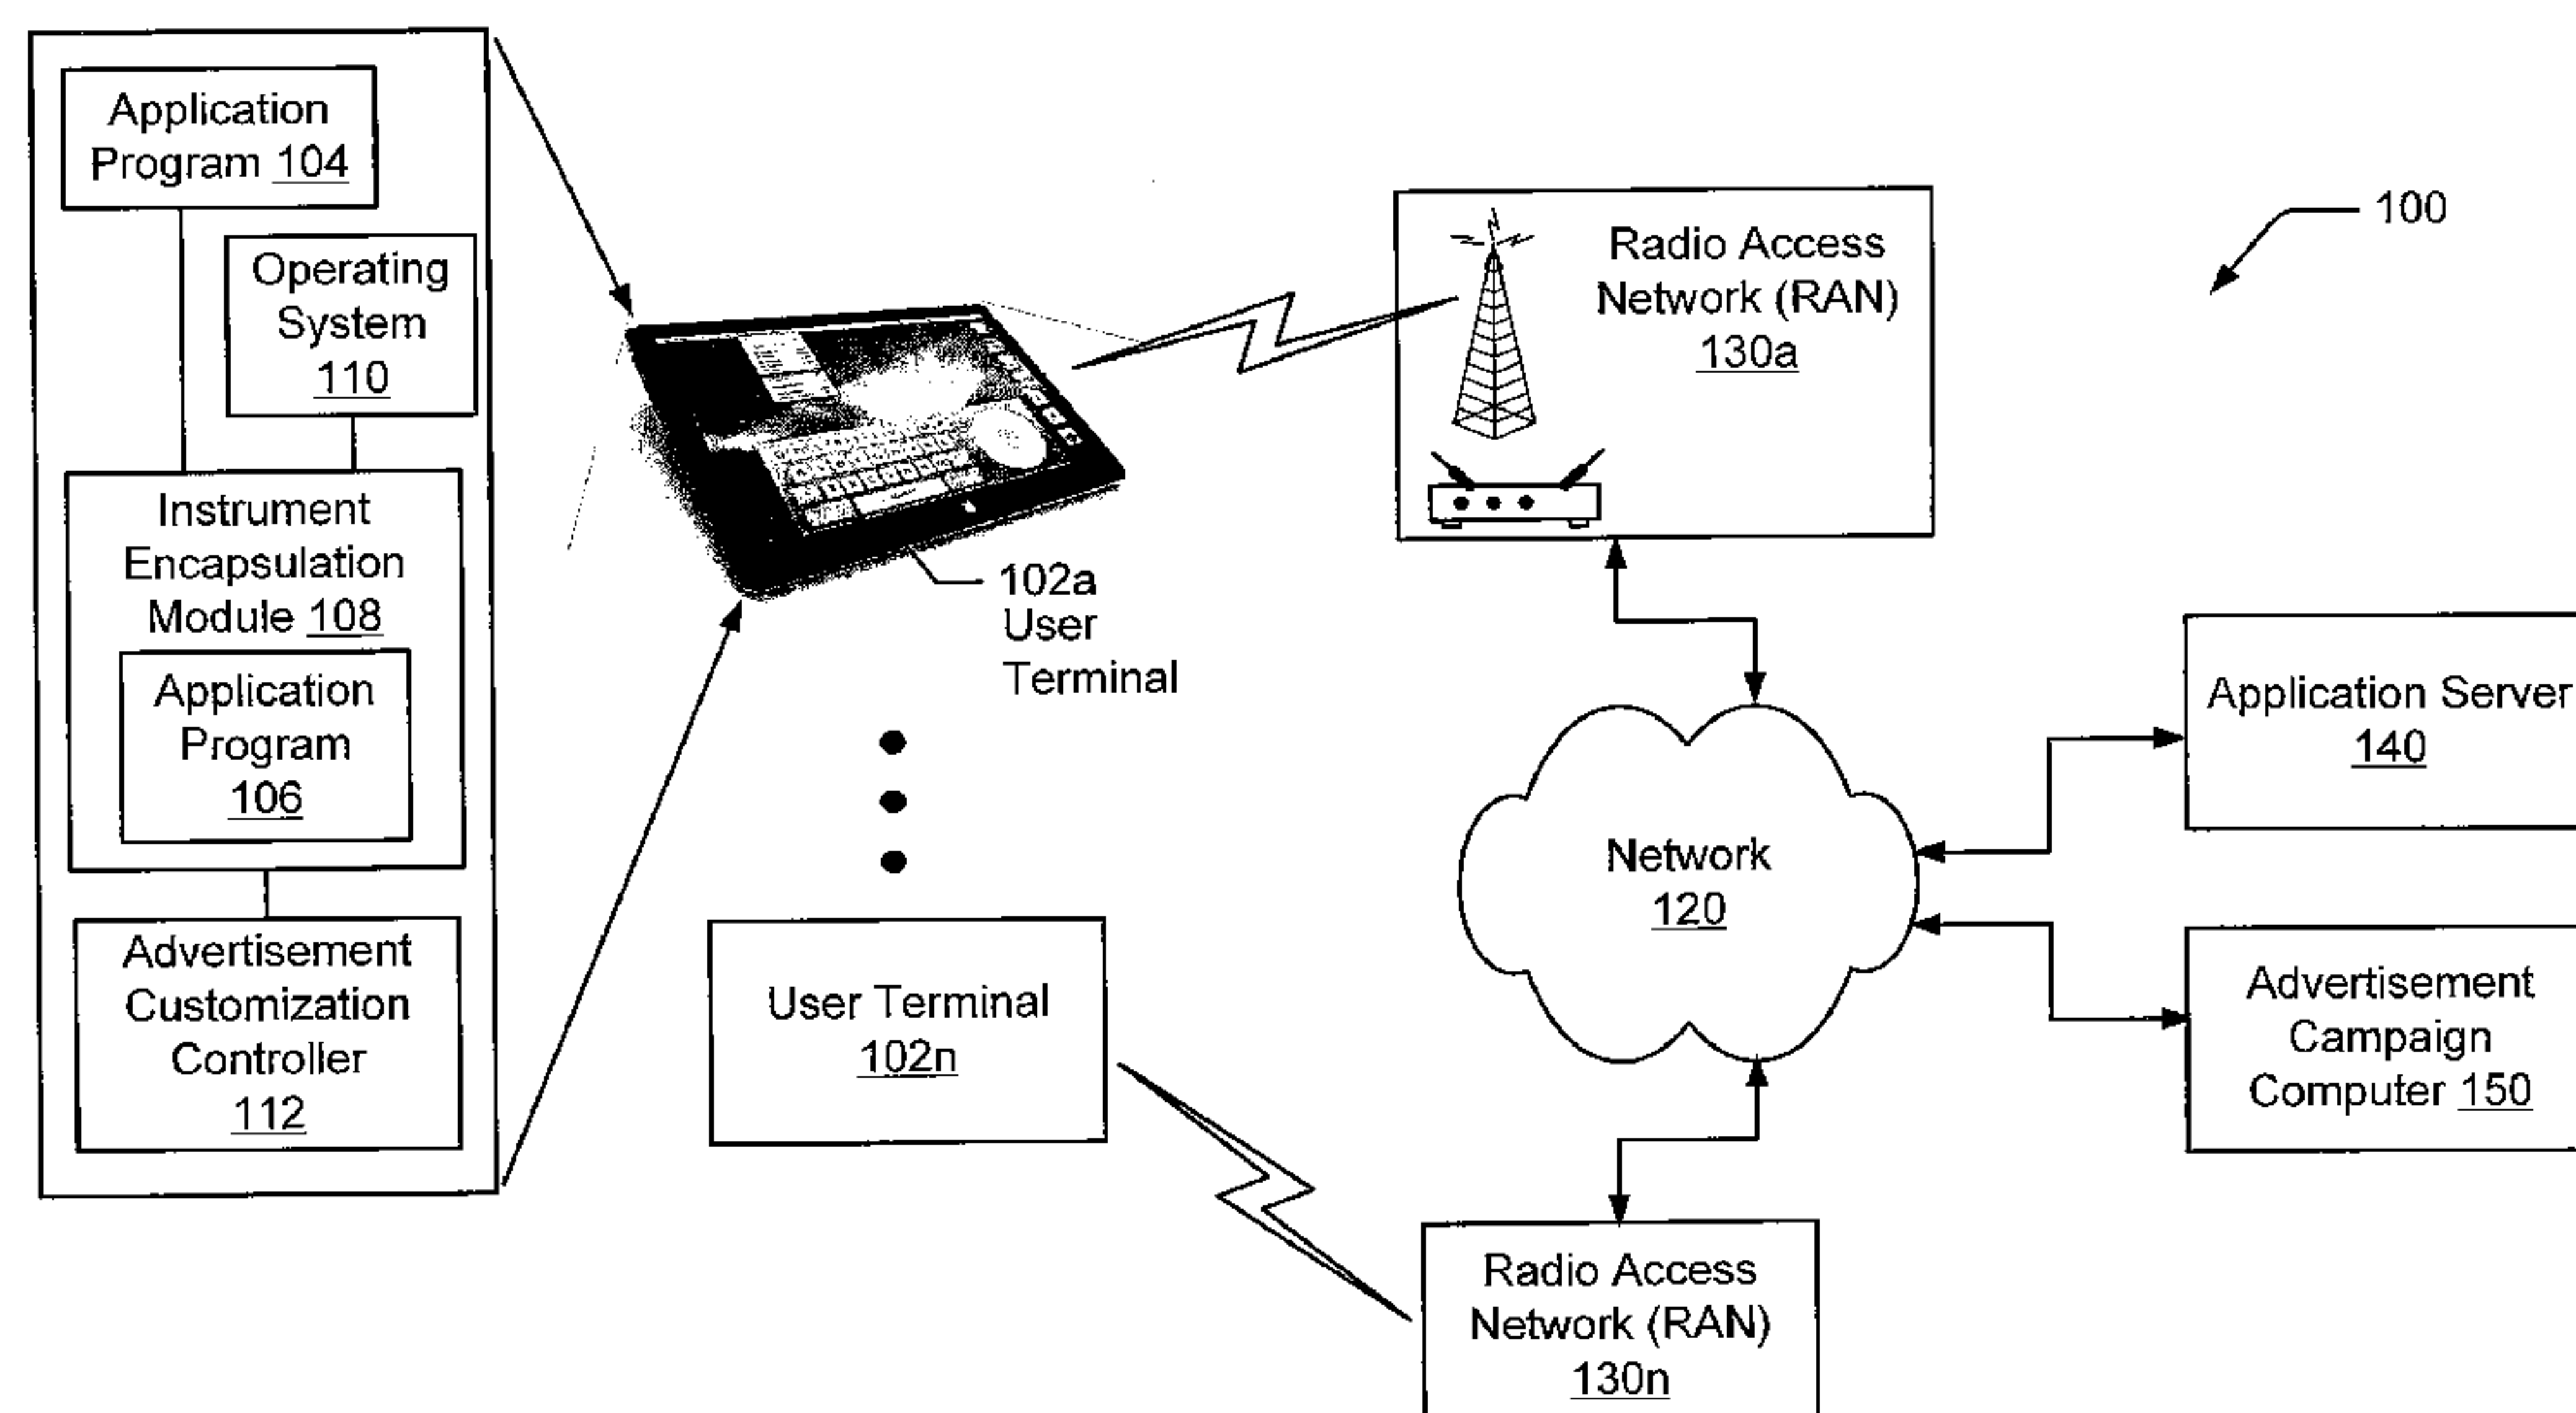 Application
Program 104
Operating
System
110
Instrument
Encapsulation
Module 108
Application
Program
106
Advertisement
Customization
Controller
112
102a
User
Terminal
User Terminal
102n
Radio Access
Network (RAN)
130a
100
Network
120
Application Server
140
Advertisement
Campaign
Computer 150
Radio Access
Network (RAN)
130n